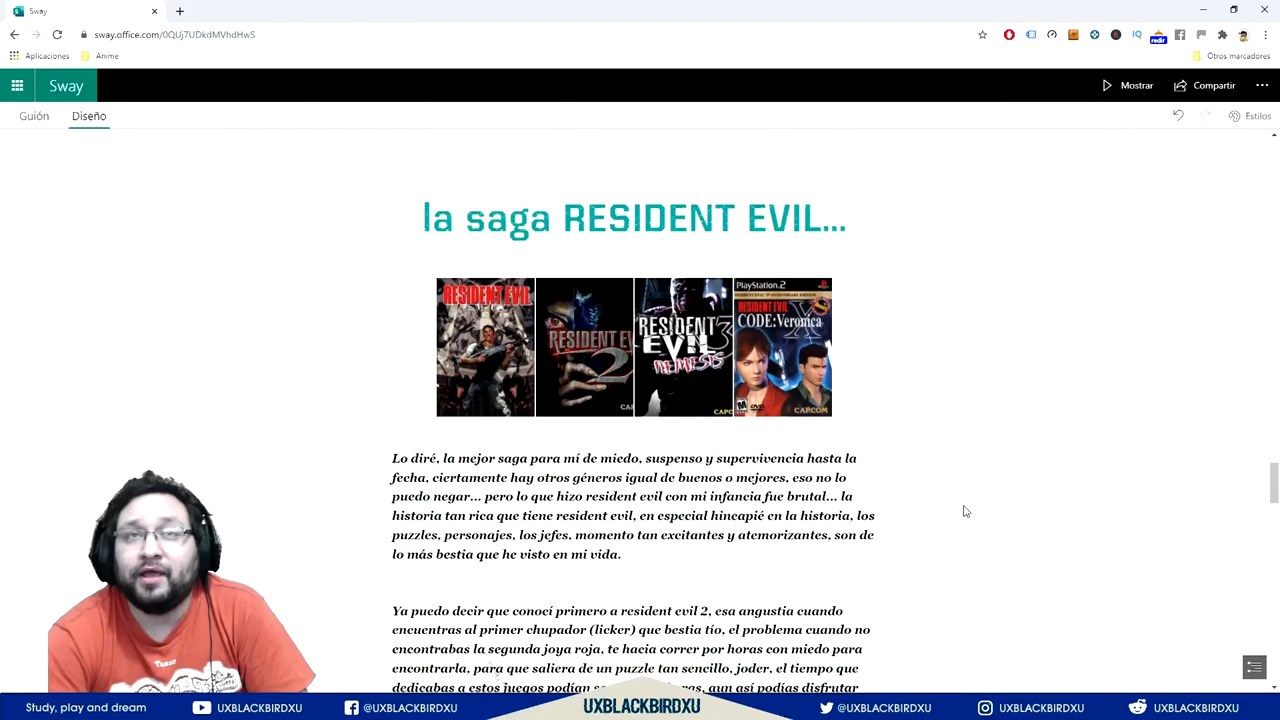 Sway
sway.office.com/0QUj7UDkdMVhdHwS
Aplicaciones
Anime
Otros marcadores
Sway
Mostrar
Compartir
Guión
Diseño
Estilos
la saga RESIDENT EVIL...
RESIDENT EVIL
RESIDENT EV
2
RESIDENT
EVIL 3
NEMESIS
PlayStation 2
RESIDENT EVIL
CODE: Veronica X
CAPCOM
Lo diré, la mejor saga para mí de miedo, suspenso y supervivencia hasta la
fecha, ciertamente hay otros géneros igual de buenos o mejores, eso no lo
puedo negar... pero lo que hizo resident evil con mi infancia fue brutal... la
historia tan rica que tiene resident evil, en especial hincapié en la historia, los
puzzles, personajes, los jefes, momento tan excitantes y atemorizantes, son de
lo más bestia que he visto en mi vida.
Ya puedo decir que conocí primero a resident evil 2, esa angustia cuando
encuentras al primer chupador (licker) que bestia tío, el problema cuando no
encontrabas la segunda joya roja, te hacia correr por horas con miedo para
encontrarla, para que saliera de un puzzle tan sencillo, joder, el tiempo que
dedicabas a estos juegos podían aun así podías disfrutar
Study, play and dream
UXBLACKBIRDXU
@UXBLACKBIRDXU
UXBLACKBIRDXU
@UXBLACKBIRDXU
UXBLACKBIRDXU
UXBLACKBIRDXU